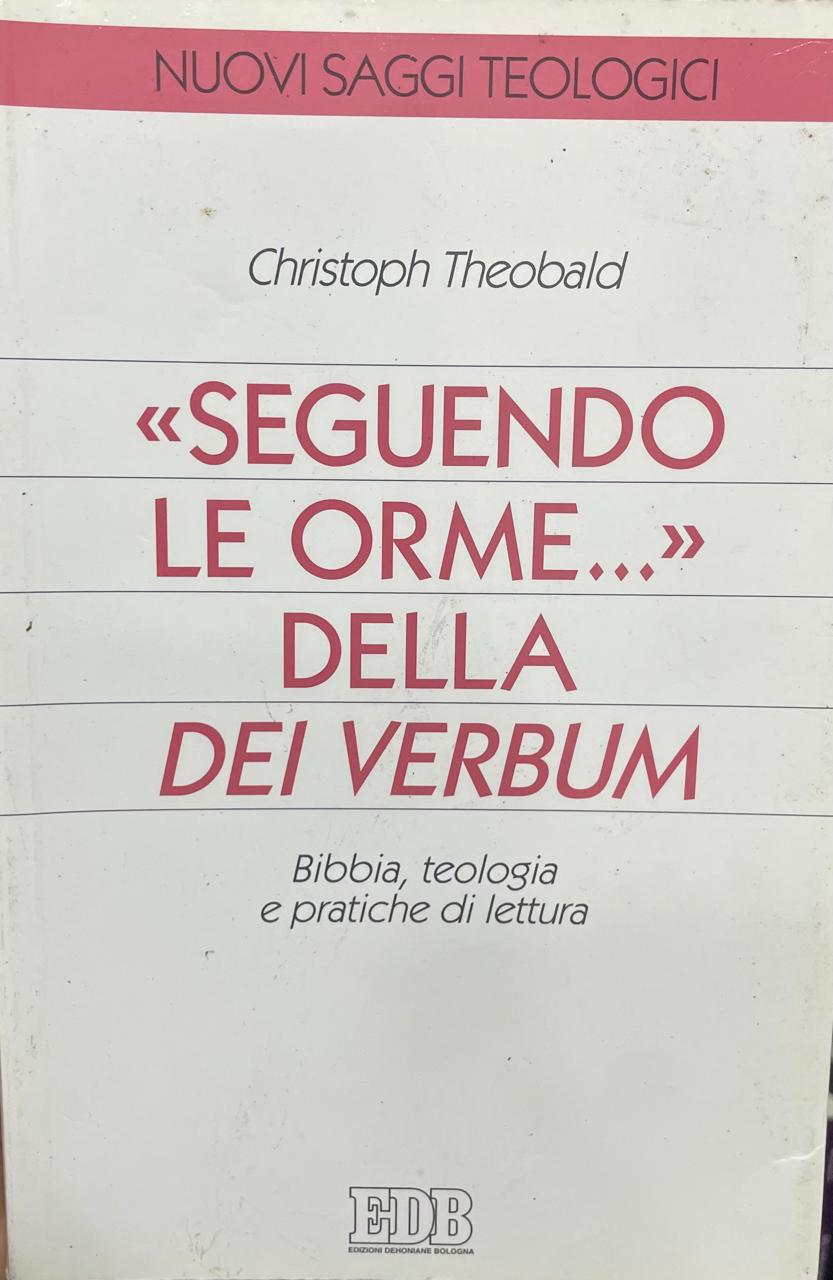 NUOVI SAGGI TEOLOGICI
Christoph Theobald
«SEGUENDO
LE ORME...»
DELLA
DEI VERBUM
Bibbia, teologia
e pratiche di lettura
EDB
EDIZIONI DEHONIANE BOLOGNA